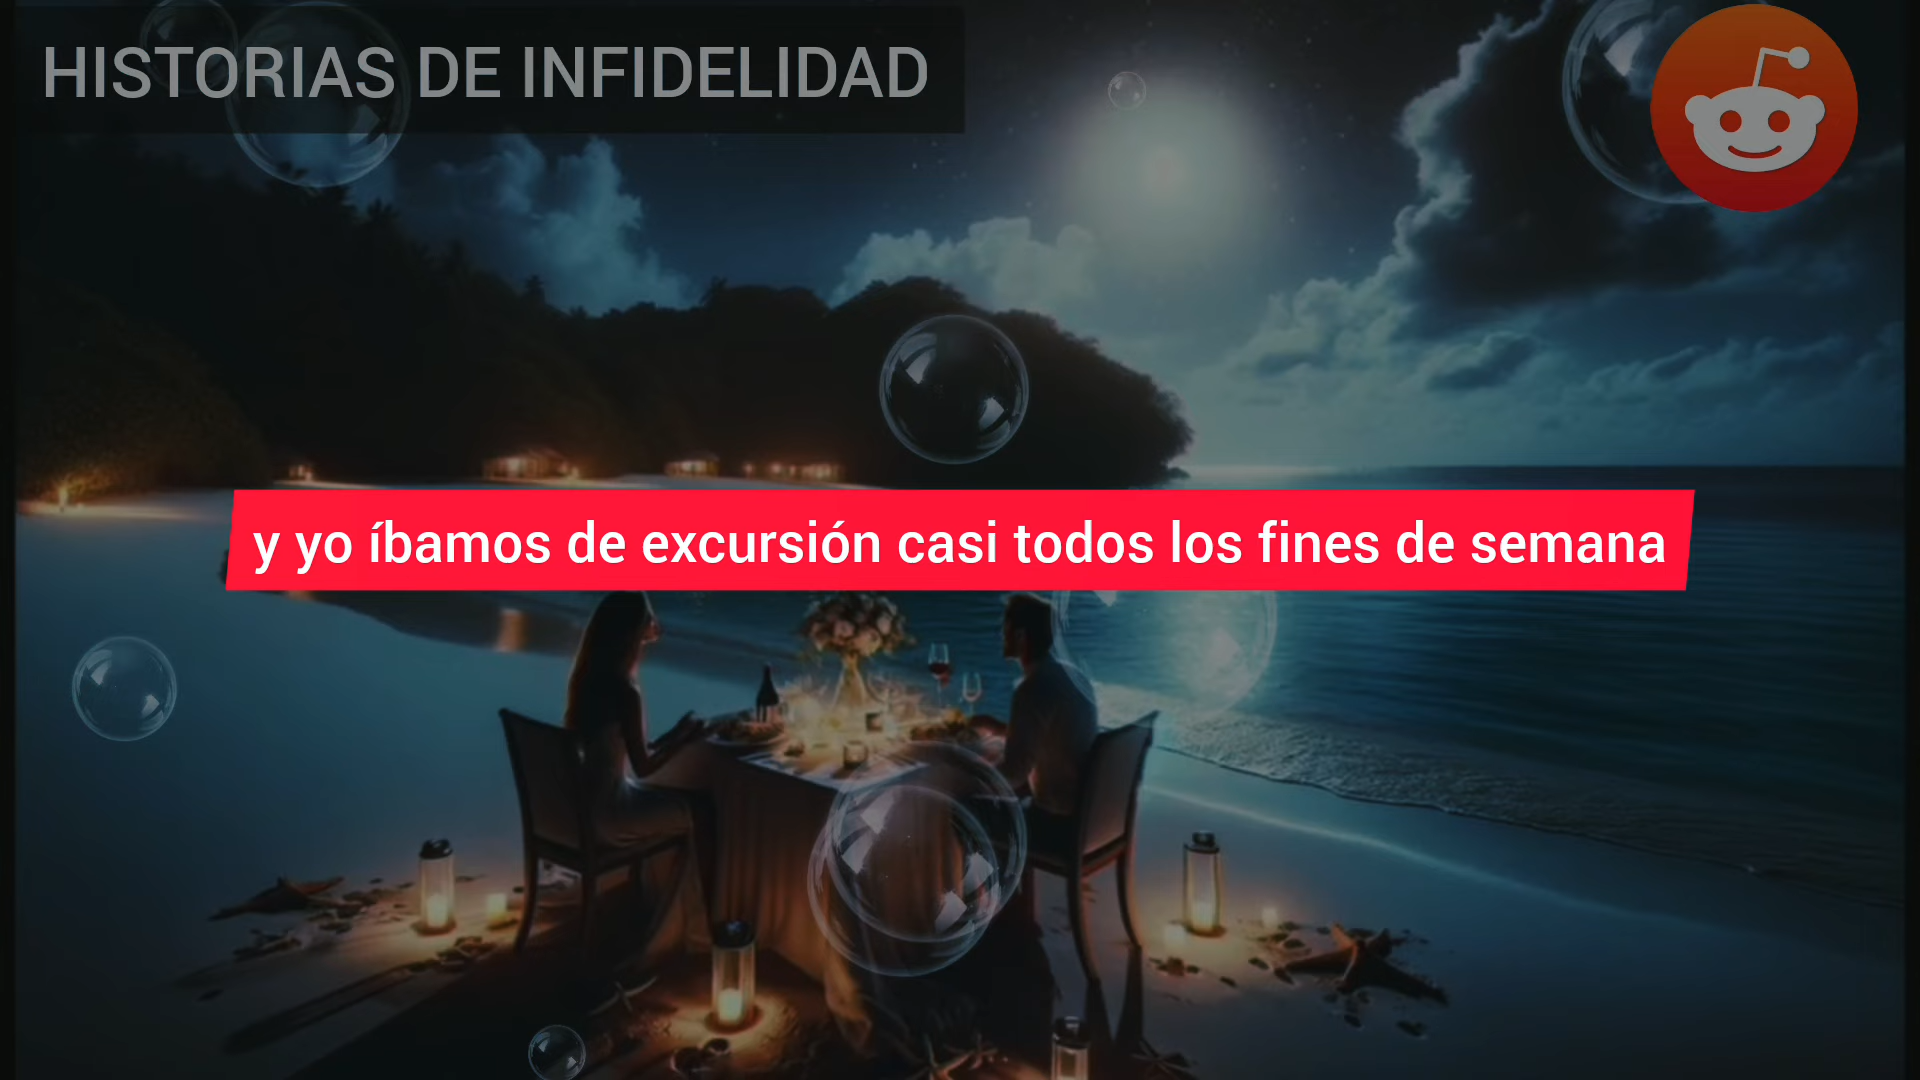 HISTORIAS DE INFIDELIDAD
y yo íbamos de excursión casi todos los fines de semana